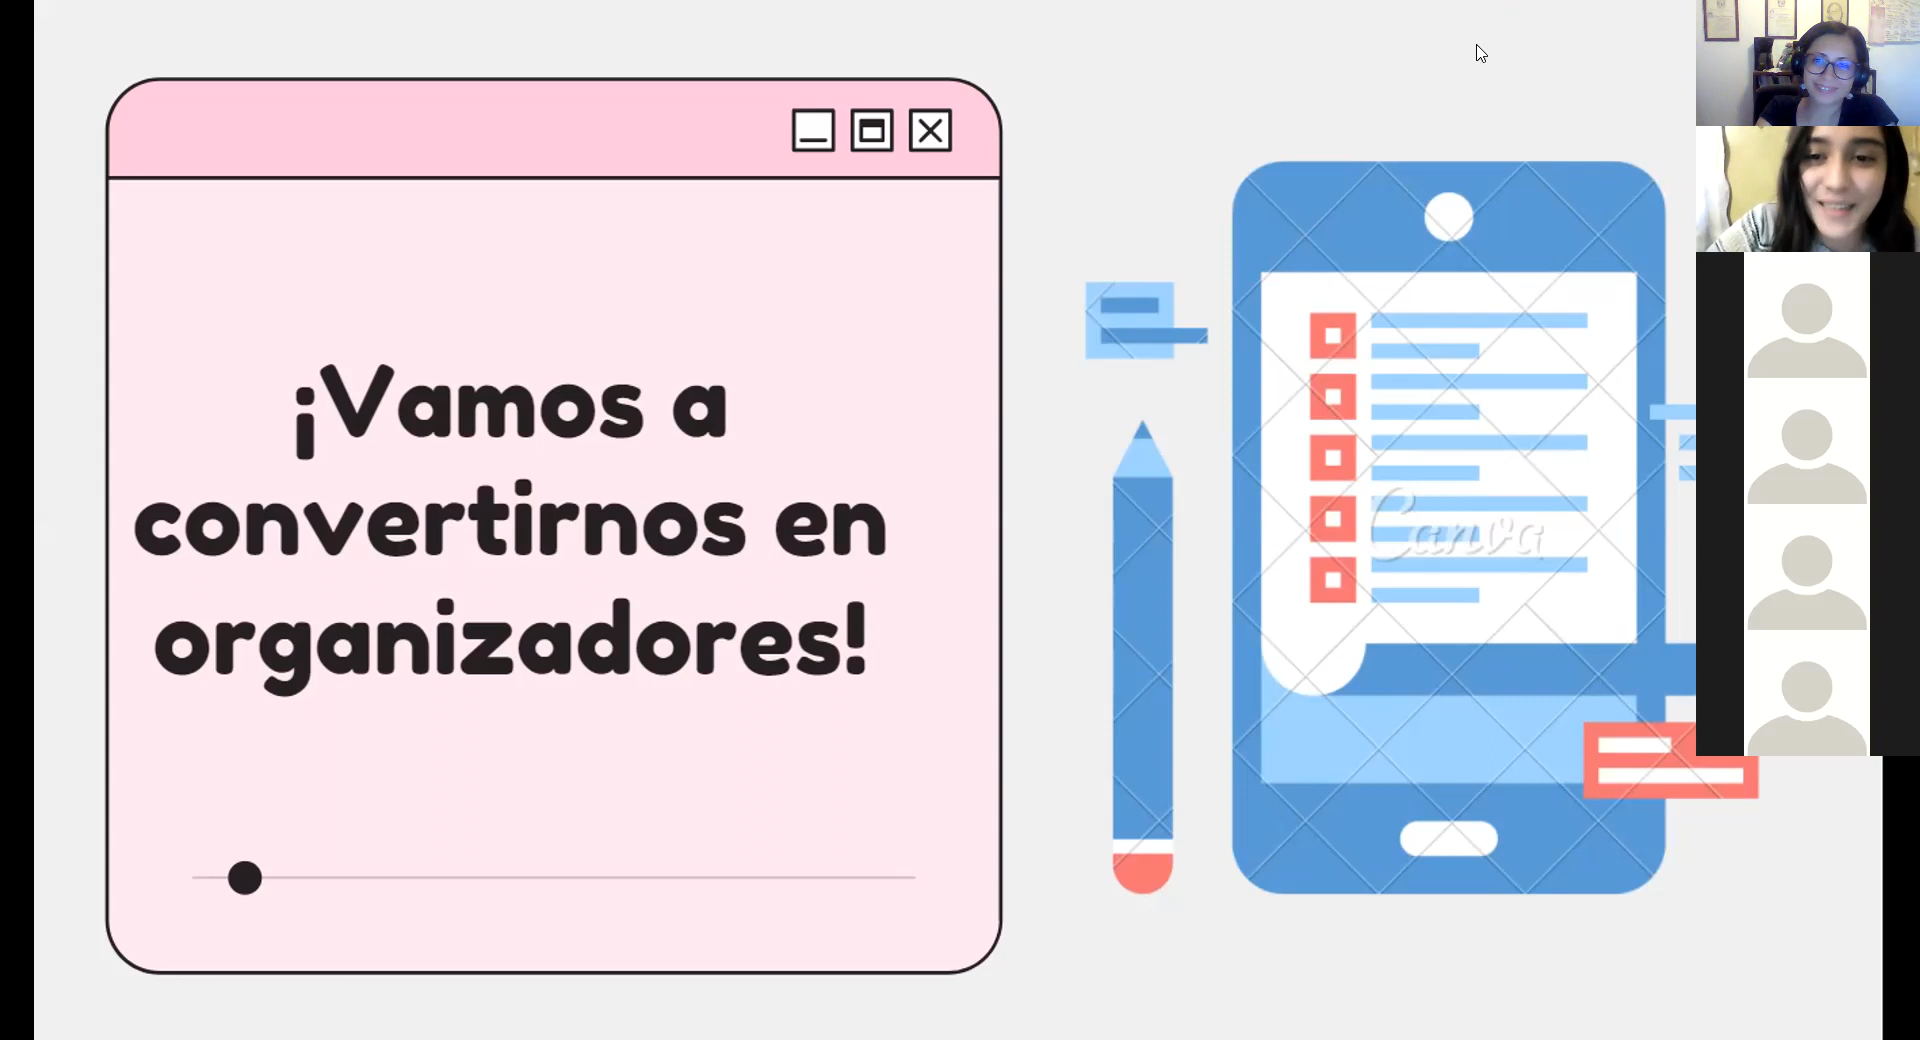 ¡Vamos a
convertirnos en
organizadores!
Canva